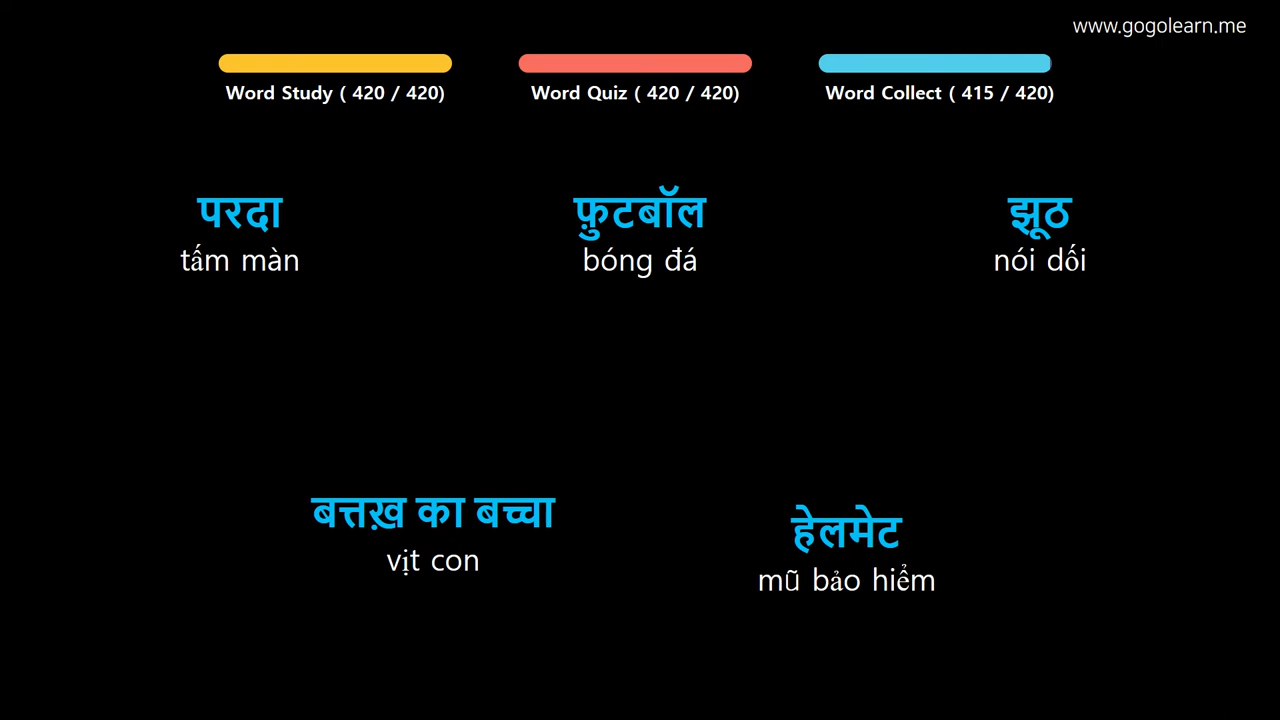 www.gogolearn.me
Word Study ( 420 / 420)
Word Quiz ( 420 / 420)
Word Collect ( 415 / 420)
परदा
tấm màn
फ़ुटबॉल
bóng đá
झूठ
nói dối
बत्तख़ का बच्चा
vịt con
हेलमेट
mũ bảo hiểm